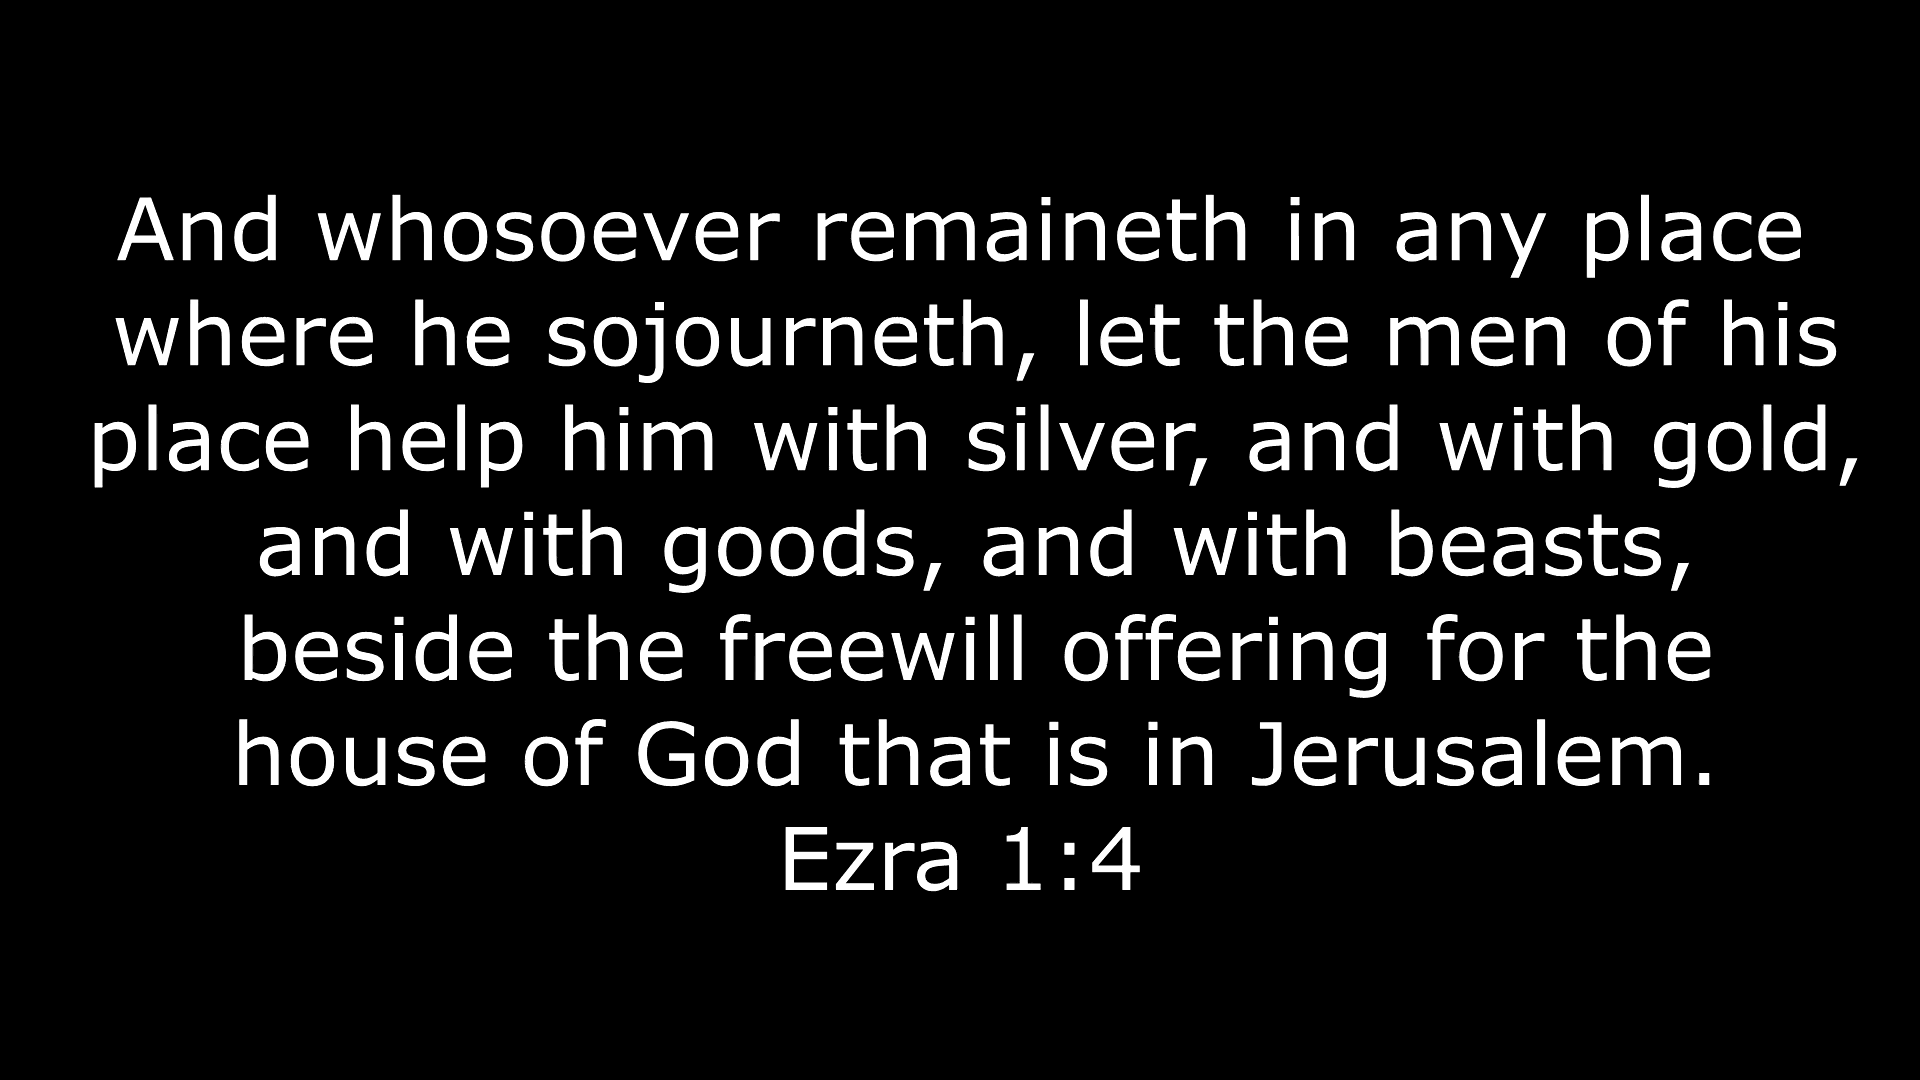 And whosoever remaineth in any place
where he sojourneth, let the men of his
place help him with silver, and with gold,
and with goods, and with beasts,
beside the freewill offering for the
house of God that is in Jerusalem.
Ezra 1:4